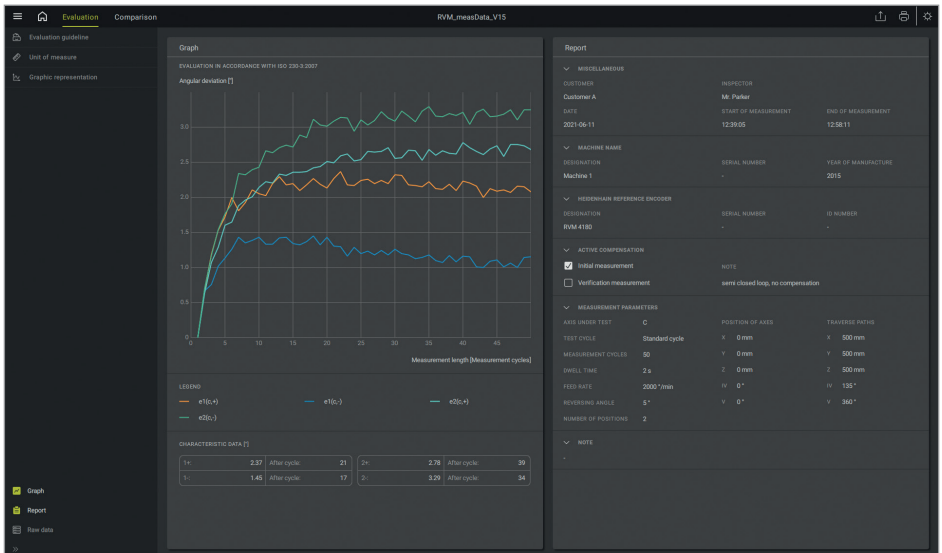 Evaluation Comparison RVM_measData_V15
Evaluation guideline
Unit of measure
Graphic representation
Graph
EVALUATION IN ACCORDANCE WITH ISO 230-3:2007
Angular deviation ["]
3.0
2.5
2.0
1.5
1.0
0.5
0
0 5 10 15 20 25 30 35 40 45
Measurement length [Measurement cycles]
LEGEND
e1(c,+) e1(c,-) e2(c,+)
e2(c,-)
CHARACTERISTIC DATA ["]
1+: 2.37 After cycle: 21 2+: 2.78 After cycle: 39
1-: 1.45 After cycle: 17 2-: 3.29 After cycle: 34
Report
MISCELLANEOUS
CUSTOMER INSPECTOR
Customer A Mr. Parker
DATE START OF MEASUREMENT END OF MEASUREMENT
2021-06-11 12:39:05 12:58:11
MACHINE NAME
DESIGNATION SERIAL NUMBER YEAR OF MANUFACTURE
Machine 1 - 2015
HEIDENHAIN REFERENCE ENCODER
DESIGNATION SERIAL NUMBER ID NUMBER
RVM 4180 - -
ACTIVE COMPENSATION
Initial measurement NOTE
Verification measurement semi closed loop, no compensation
MEASUREMENT PARAMETERS
AXIS UNDER TEST C POSITION OF AXES TRAVERSE PATHS
TEST CYCLE Standard cycle X 0 mm X 500 mm
MEASUREMENT CYCLES 50 Y 0 mm Y 500 mm
DWELL TIME 2 s Z 0 mm Z 500 mm
FEED RATE 2000 °/min IV 0 ° IV 135 °
REVERSING ANGLE 5 ° V 0 ° V 360 °
NUMBER OF POSITIONS 2
NOTE
-
Graph
Report
Raw data